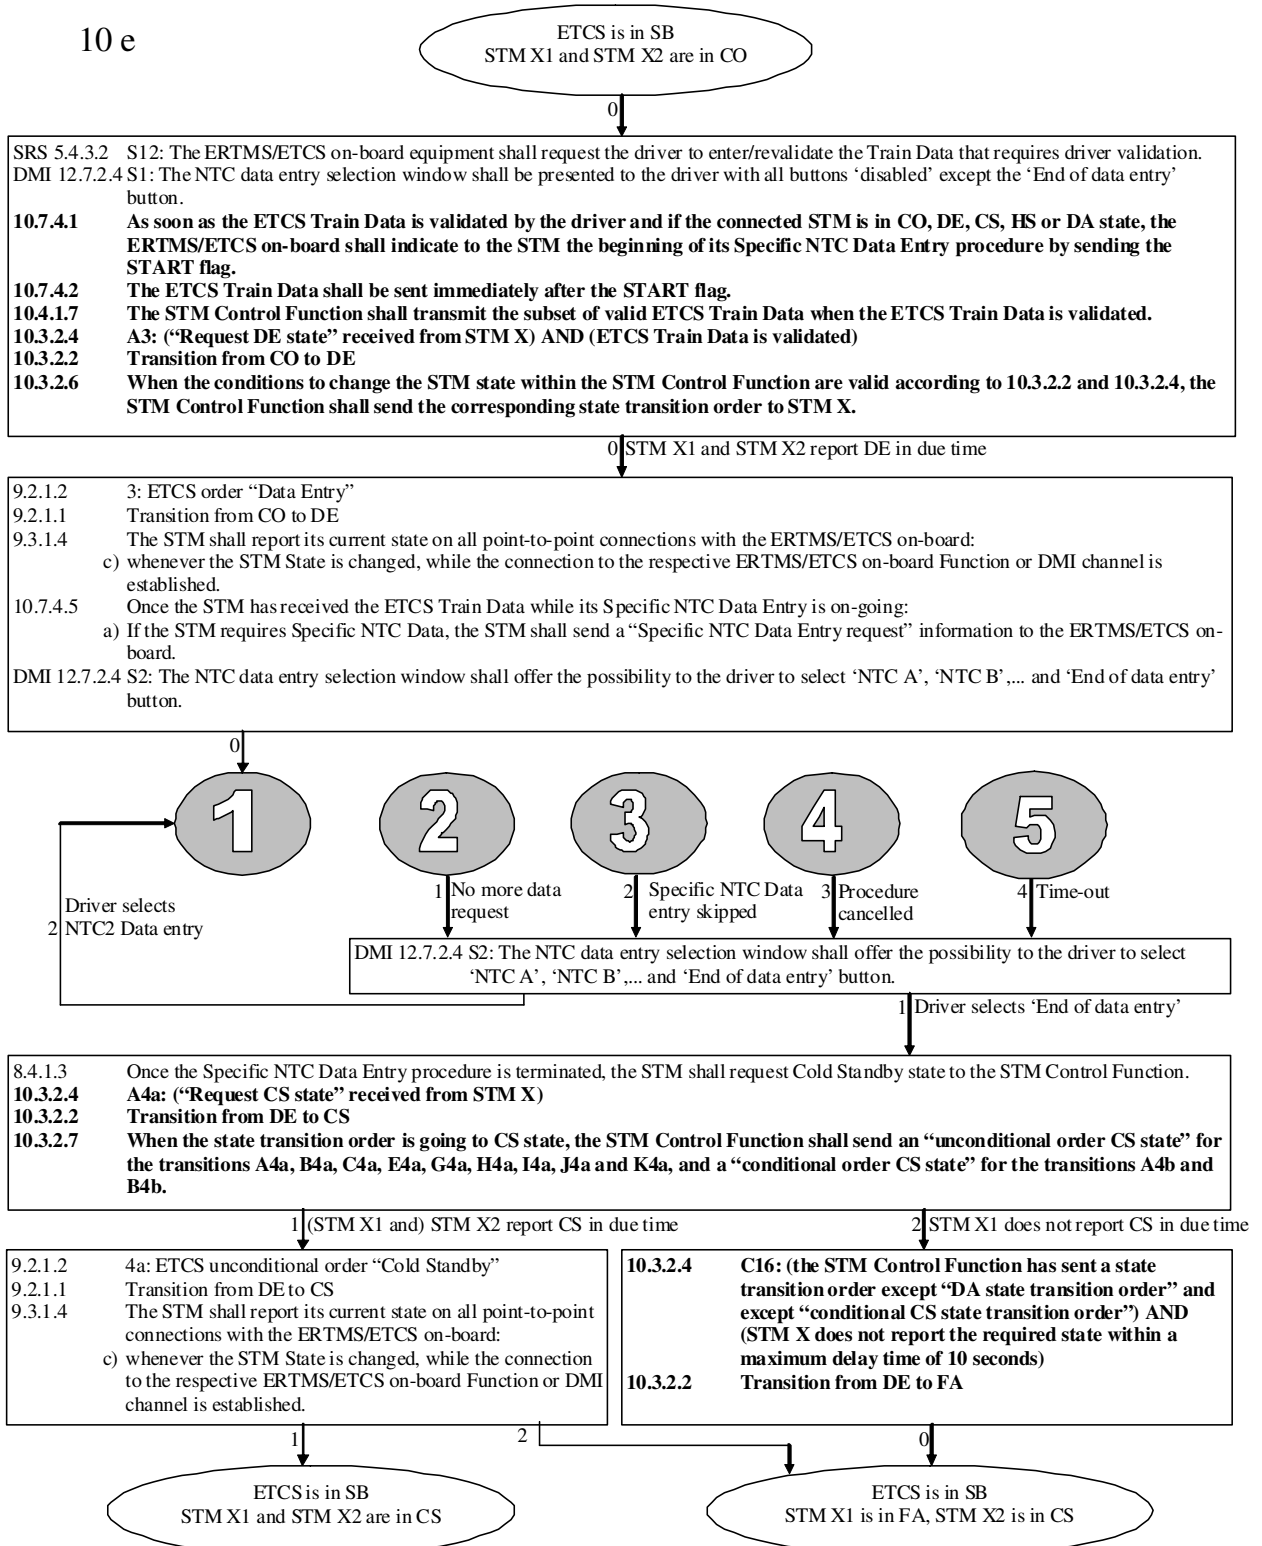 10 e
ETCS is in SB
STM X1 and STM X2 are in CO
0
SRS 5.4.3.2 S12: The ERTMS/ETCS on-board equipment shall request the driver to enter/revalidate the Train Data that requires driver validation.
DMI 12.7.2.4 S1: The NTC data entry selection window shall be presented to the driver with all buttons ‘disabled’ except the ‘End of data entry’
button.
10.7.4.1 As soon as the ETCS Train Data is validated by the driver and if the connected STM is in CO, DE, CS, HS or DA state, the
ERTMS/ETCS on-board shall indicate to the STM the beginning of its Specific NTC Data Entry procedure by sending the
START flag.
10.7.4.2 The ETCS Train Data shall be sent immediately after the START flag.
10.4.1.7 The STM Control Function shall transmit the subset of valid ETCS Train Data when the ETCS Train Data is validated.
10.3.2.4 A3: (“Request DE state” received from STM X) AND (ETCS Train Data is validated)
10.3.2.2 Transition from CO to DE
10.3.2.6 When the conditions to change the STM state within the STM Control Function are valid according to 10.3.2.2 and 10.3.2.4, the
STM Control Function shall send the corresponding state transition order to STM X.
0 STM X1 and STM X2 report DE in due time
9.2.1.2 3: ETCS order “Data Entry”
9.2.1.1 Transition from CO to DE
9.3.1.4 The STM shall report its current state on all point-to-point connections with the ERTMS/ETCS on-board:
c) whenever the STM State is changed, while the connection to the respective ERTMS/ETCS on-board Function or DMI channel is
established.
10.7.4.5 Once the STM has received the ETCS Train Data while its Specific NTC Data Entry is on-going:
a) If the STM requires Specific NTC Data, the STM shall send a “Specific NTC Data Entry request” information to the ERTMS/ETCS on-
board.
DMI 12.7.2.4 S2: The NTC data entry selection window shall offer the possibility to the driver to select ‘NTC A’, ‘NTC B’,... and ‘End of data entry’
button.
0
1 2 3 4 5
1 No more data
request
2 Specific NTC Data
entry skipped
3 Procedure
cancelled
4 Time-out
Driver selects
2 NTC2 Data entry
DMI 12.7.2.4 S2: The NTC data entry selection window shall offer the possibility to the driver to select
‘NTC A’, ‘NTC B’,... and ‘End of data entry’ button.
1 Driver selects ‘End of data entry’
8.4.1.3 Once the Specific NTC Data Entry procedure is terminated, the STM shall request Cold Standby state to the STM Control Function.
10.3.2.4 A4a: (“Request CS state” received from STM X)
10.3.2.2 Transition from DE to CS
10.3.2.7 When the state transition order is going to CS state, the STM Control Function shall send an “unconditional order CS state” for
the transitions A4a, B4a, C4a, E4a, G4a, H4a, I4a, J4a and K4a, and a “conditional order CS state” for the transitions A4b and
B4b.
1 (STM X1 and) STM X2 report CS in due time
2 STM X1 does not report CS in due time
9.2.1.2 4a: ETCS unconditional order “Cold Standby”
9.2.1.1 Transition from DE to CS
9.3.1.4 The STM shall report its current state on all point-to-point
connections with the ERTMS/ETCS on-board:
c) whenever the STM State is changed, while the connection
to the respective ERTMS/ETCS on-board Function or DMI
channel is established.
10.3.2.4 C16: (the STM Control Function has sent a state
transition order except “DA state transition order” and
except “conditional CS state transition order”) AND
(STM X does not report the required state within a
maximum delay time of 10 seconds)
10.3.2.2 Transition from DE to FA
1
2
0
ETCS is in SB
STM X1 and STM X2 are in CS
ETCS is in SB
STM X1 is in FA, STM X2 is in CS